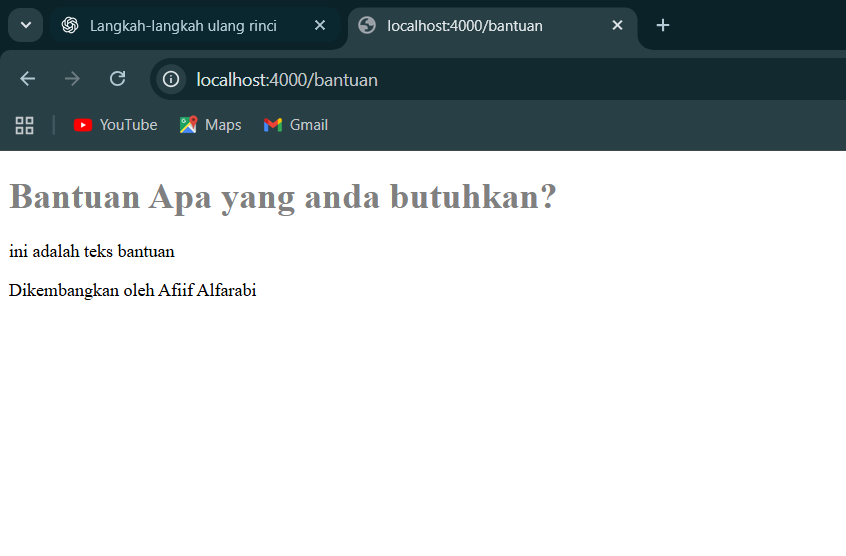 Langkah-langkah ulang rinci
localhost:4000/bantuan
localhost:4000/bantuan
YouTube
Maps
Gmail
Bantuan Apa yang anda butuhkan?
ini adalah teks bantuan
Dikembangkan oleh Afiif Alfarabi